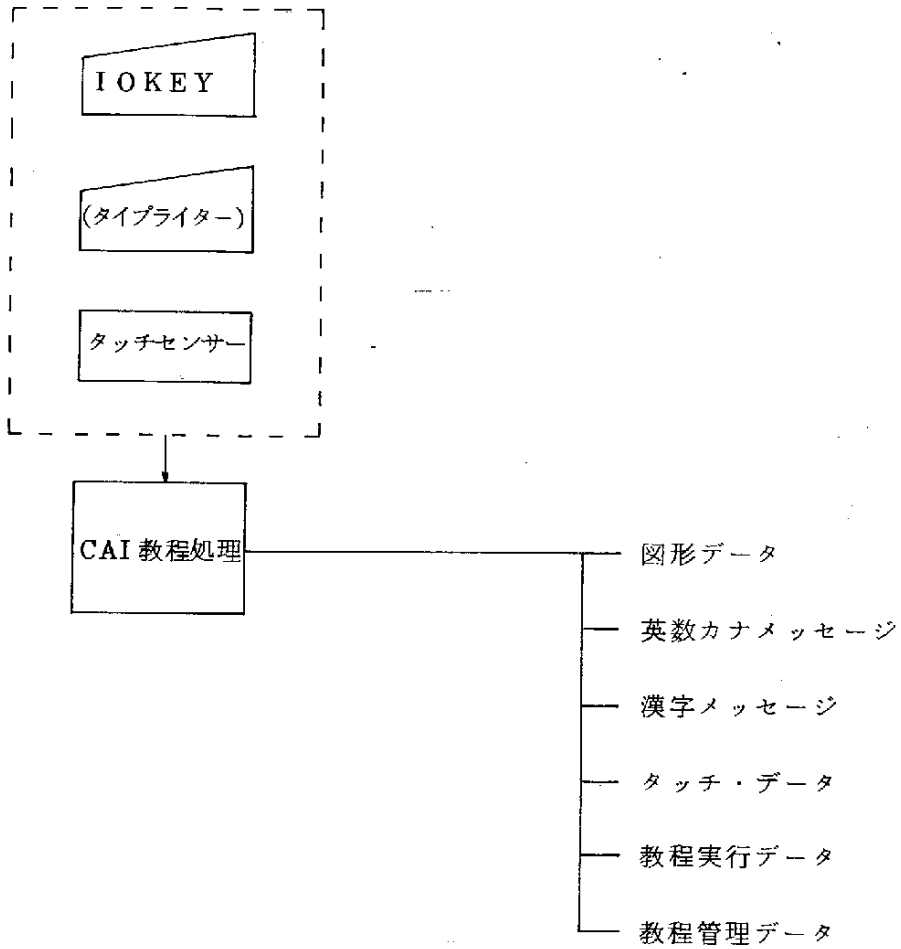 IOKEY
(タイプライター)
タッチセンサー
CAI教程処理
図形データ
英数カナメッセージ
漢字メッセージ
タッチ・データ
教程実行データ
教程管理データ